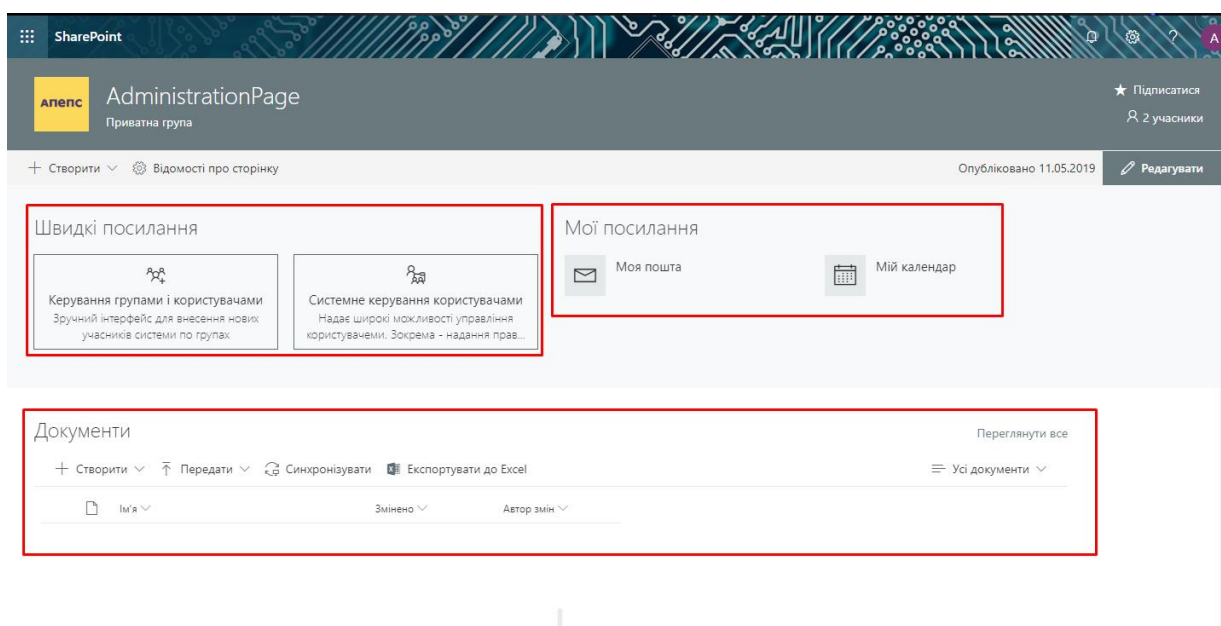 SharePoint
A
АПЕПС
AdministrationPage
Приватна група
Підписатися
2 учасники
Створити
Відомості про сторінку
Опубліковано 11.05.2019
Редагувати
Швидкі посилання
Керування групами і користувачами
Зручний інтерфейс для внесення нових
учасників системи по групах
Системне керування користувачами
Надає широкі можливості управління
користувачеми. Зокрема - надання прав...
Мої посилання
Моя пошта
Мій календар
Документи
Переглянути все
Створити
Передати
Синхронізувати
Експортувати до Excel
Усі документи
Ім'я
Змінено
Автор змін